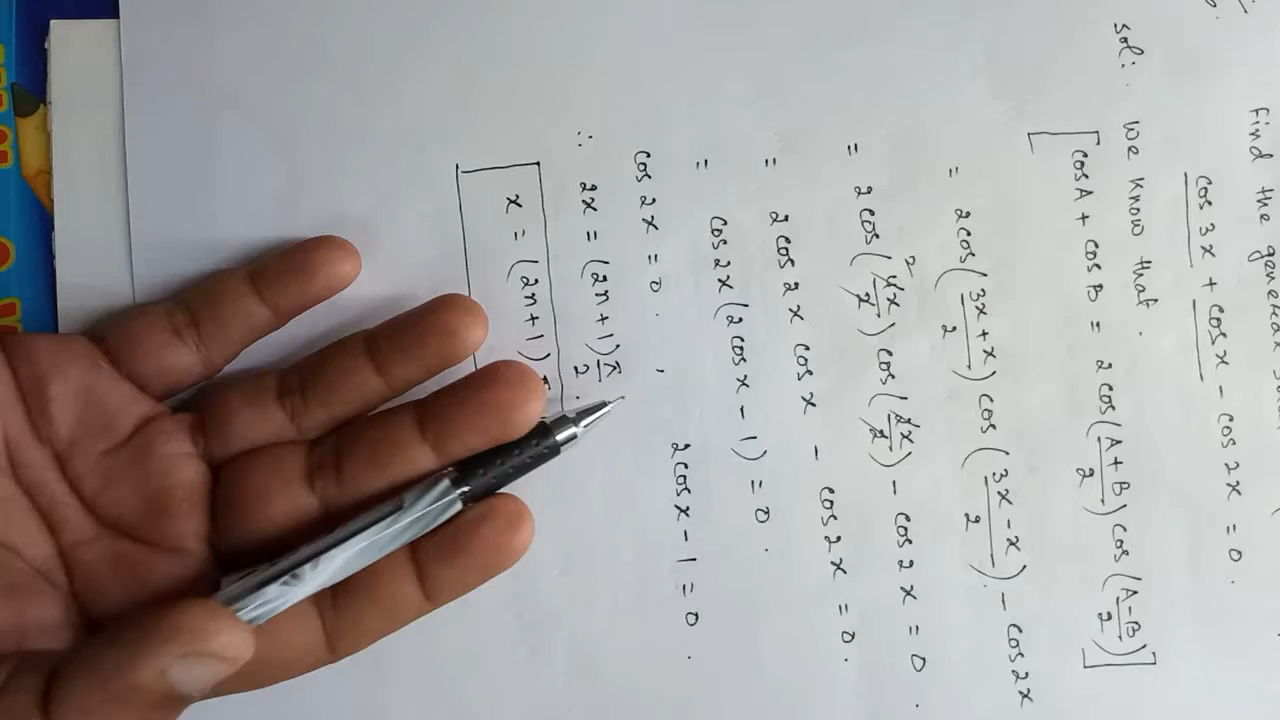 Find the general
cos 3x + cos x - cos 2x = 0.
Sol: We know that.
[cos A + cos B = 2 cos(A+B/2) cos(A-B/2)]
= 2cos(3x+x/2) cos(3x-x/2) - cos 2x
= 2 cos(4x/2) cos(2x/2) - cos 2x = 0.
= 2 cos 2x cos x - cos 2x = 0.
= cos 2x (2 cos x - 1) = 0.
cos 2x = 0. , 2 cos x - 1 = 0.
∴ 2x = (2n+1) π/2.
x = (2n+1)